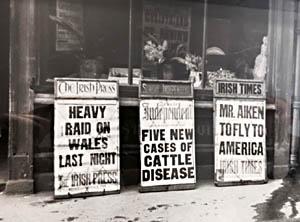 The Irish Press
HEAVY
RAID ON
WALES
LAST NIGHT
THE IRISH PRESS
Independent
FIVE NEW
CASES OF
CATTLE
DISEASE
IRISH TIMES
MR. AIKEN
TO FLY TO
AMERICA
IRISH TIMES